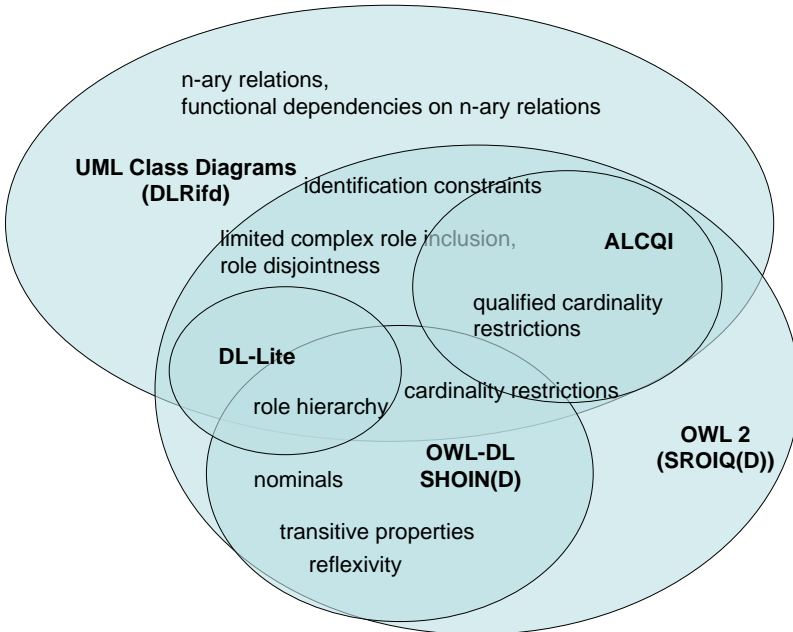 n-ary relations,
functional dependencies on n-ary relations
UML Class Diagrams
(DLRifd)
identification constraints
limited complex role inclusion,
role disjointness
ALCQI
qualified cardinality
restrictions
DL-Lite
role hierarchy
cardinality restrictions
OWL 2
(SROIQ(D))
OWL-DL
SHOIN(D)
nominals
transitive properties
reflexivity